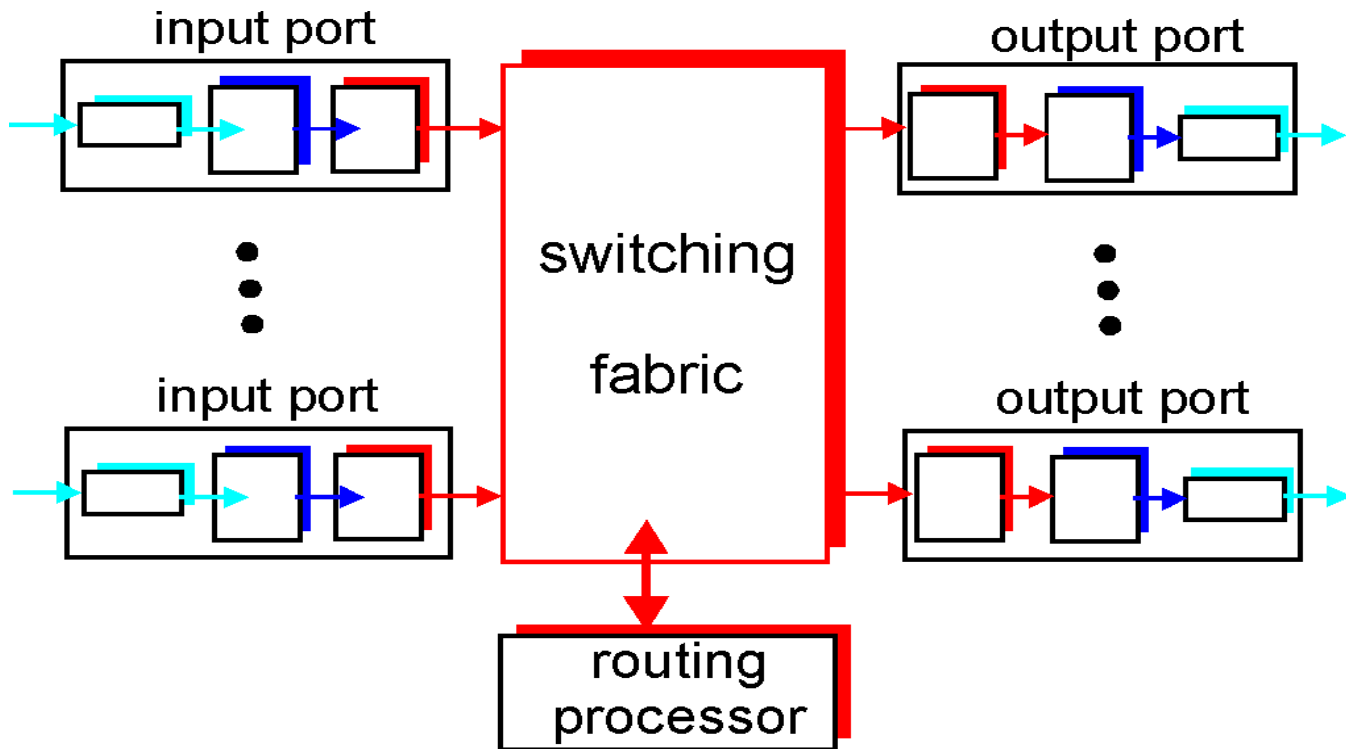 input port
output port
switching
fabric
input port
output port
routing
processor